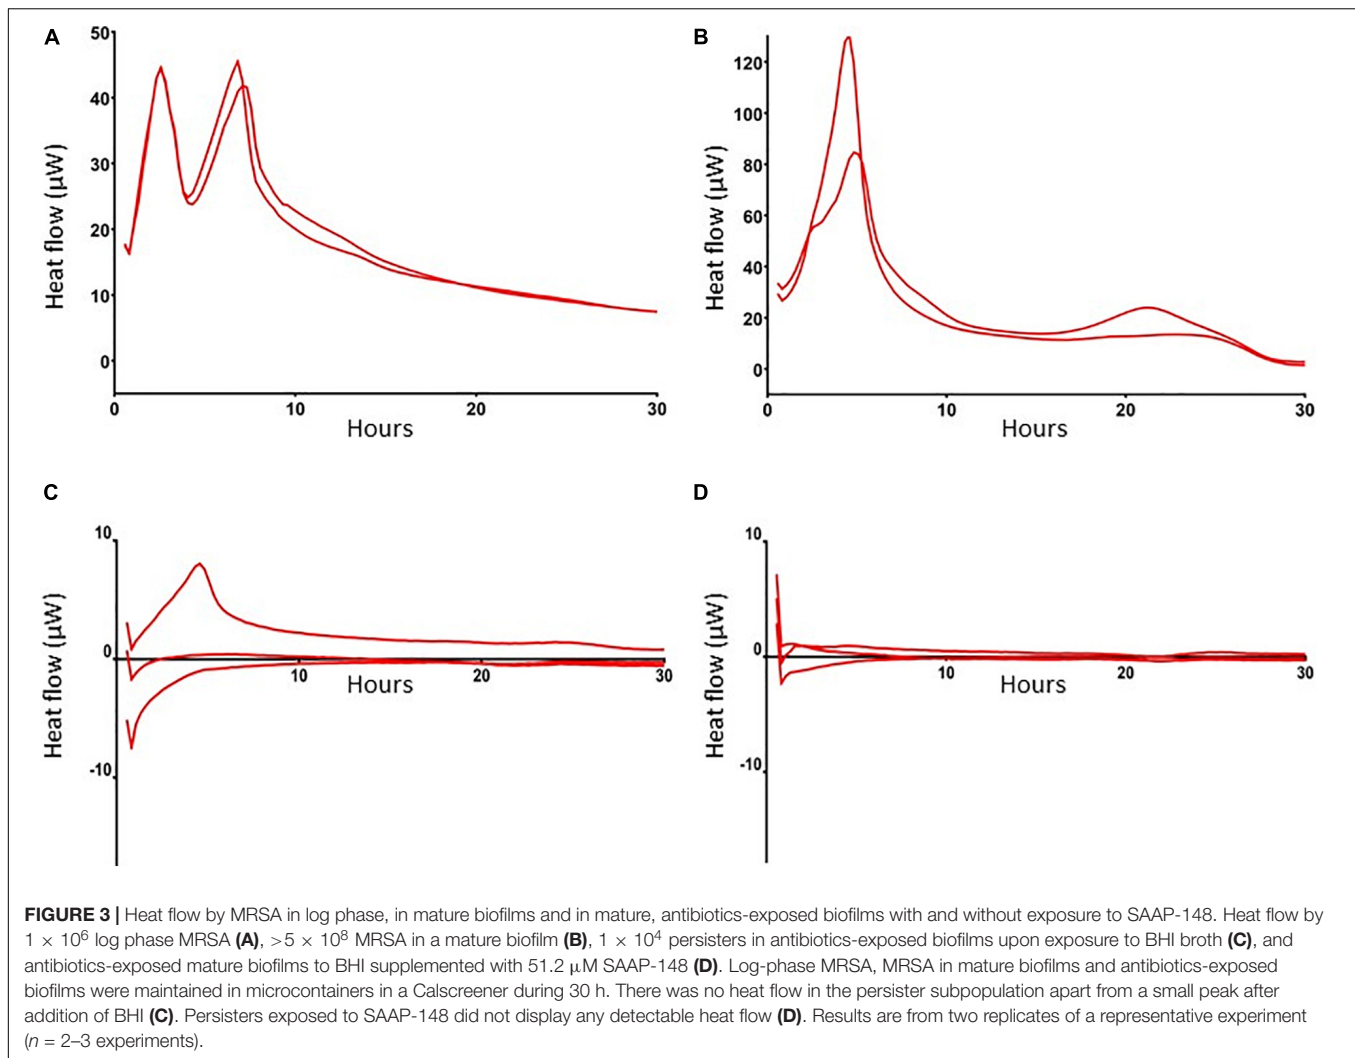 A
50
40
30
20
10
0
Heat flow (µW)
0
10
30
Hours
B
120
100
80
60
40
20
0
Heat flow (µW)
0
10
20
30
Hours
C
10
0
-10
Heat flow (µW)
10
20
30
Hours
D
10
0
-10
Heat flow (µW)
10
20
30
Hours
FIGURE 3 | Heat flow by MRSA in log phase, in mature biofilms and in mature, antibiotics-exposed biofilms with and without exposure to SAAP-148. Heat flow by
1 × 10⁶ log phase MRSA (A), >5 × 10⁸ MRSA in a mature biofilm (B), 1 × 10⁴ persisters in antibiotics-exposed biofilms upon exposure to BHI broth (C), and
antibiotics-exposed mature biofilms to BHI supplemented with 51.2 µM SAAP-148 (D). Log-phase MRSA, MRSA in mature biofilms and antibiotics-exposed
biofilms were maintained in microcontainers in a Calscreener during 30 h. There was no heat flow in the persister subpopulation apart from a small peak after
addition of BHI (C). Persisters exposed to SAAP-148 did not display any detectable heat flow (D). Results are from two replicates of a representative experiment
(n = 2–3 experiments).